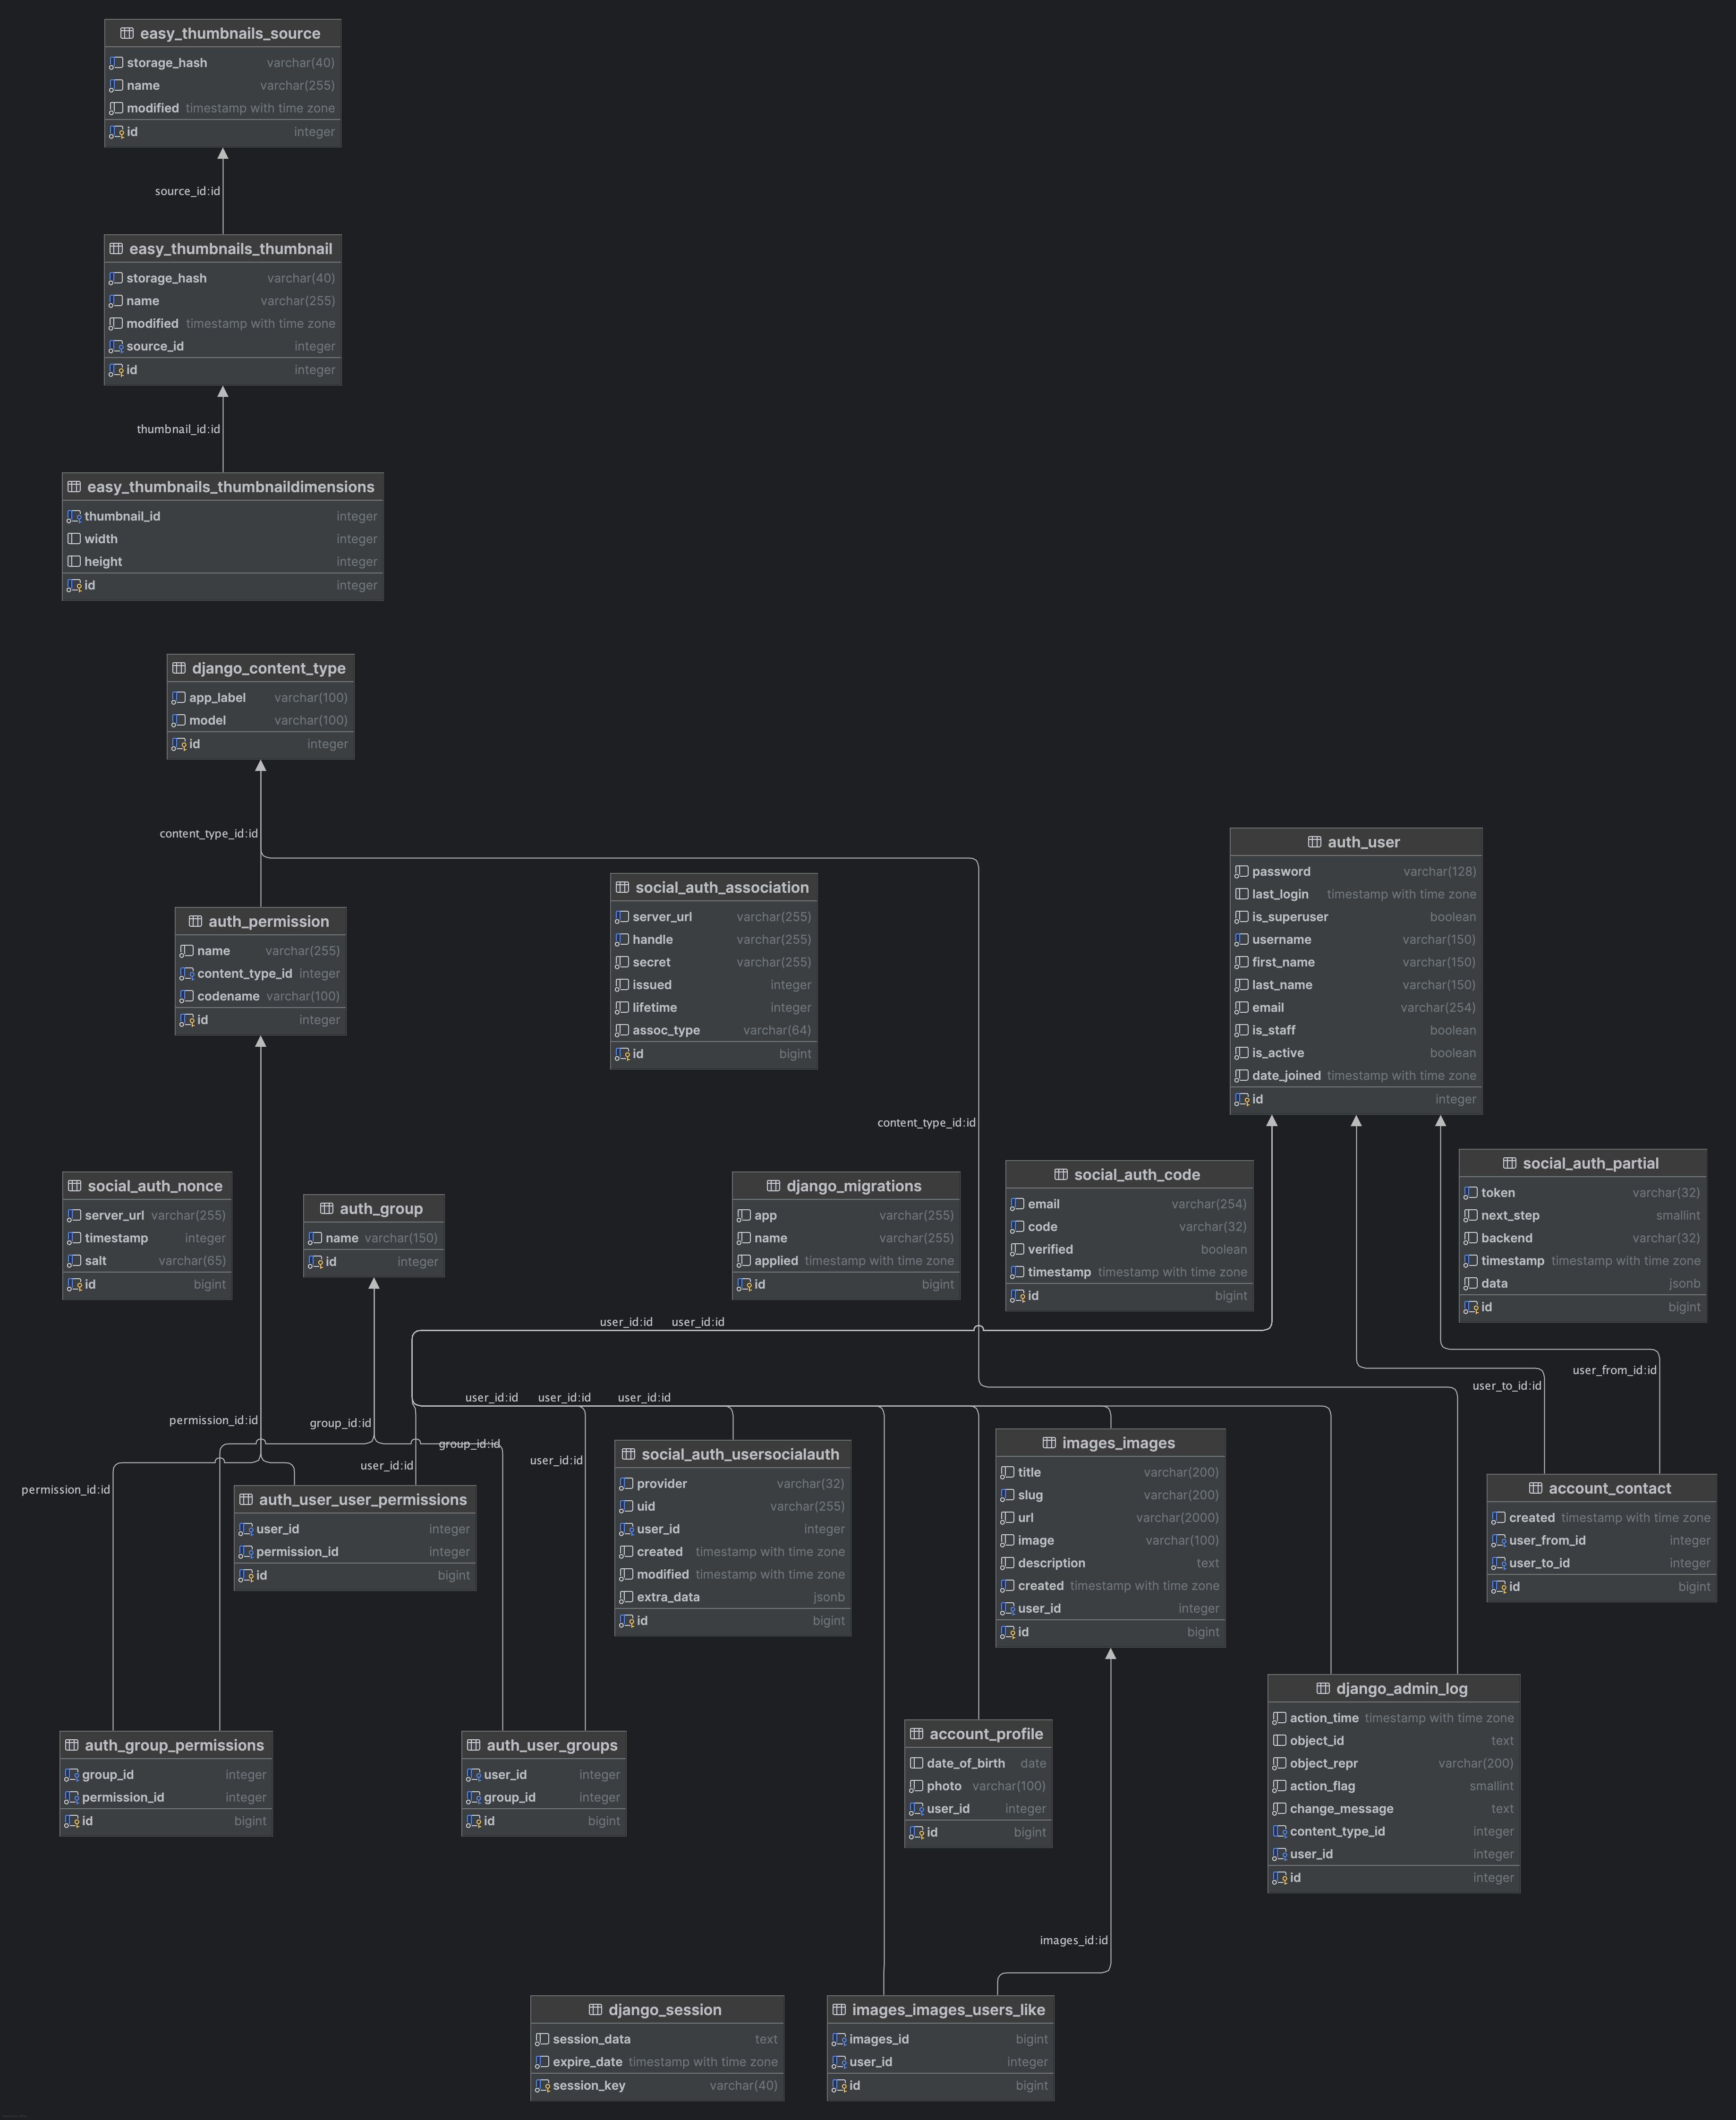 easy_thumbnails_source
storage_hash varchar(40)
name varchar(255)
modified timestamp with time zone
id integer
source_id:id
easy_thumbnails_thumbnail
storage_hash varchar(40)
name varchar(255)
modified timestamp with time zone
source_id integer
id integer
thumbnail_id:id
easy_thumbnails_thumbnaildimensions
thumbnail_id integer
width integer
height integer
id integer
django_content_type
app_label varchar(100)
model varchar(100)
id integer
content_type_id:id
auth_user
password varchar(128)
last_login timestamp with time zone
is_superuser boolean
username varchar(150)
first_name varchar(150)
last_name varchar(150)
email varchar(254)
is_staff boolean
is_active boolean
date_joined timestamp with time zone
id integer
social_auth_association
server_url varchar(255)
handle varchar(255)
secret varchar(255)
issued integer
lifetime integer
assoc_type varchar(64)
id bigint
auth_permission
name varchar(255)
content_type_id integer
codename varchar(100)
id integer
content_type_id:id
social_auth_partial
token varchar(32)
next_step smallint
backend varchar(32)
timestamp timestamp with time zone
data jsonb
id bigint
social_auth_code
email varchar(254)
code varchar(32)
verified boolean
timestamp timestamp with time zone
id bigint
social_auth_nonce
server_url varchar(255)
timestamp integer
salt varchar(65)
id bigint
django_migrations
app varchar(255)
name varchar(255)
applied timestamp with time zone
id bigint
auth_group
name varchar(150)
id integer
user_id:id user_id:id
user_from_id:id
user_to_id:id
user_id:id user_id:id user_id:id
permission_id:id
group_id:id
group_id:id
user_id:id
user_id:id
permission_id:id
images_images
title varchar(200)
slug varchar(200)
url varchar(2000)
image varchar(100)
description text
created timestamp with time zone
user_id integer
id bigint
social_auth_usersocialauth
provider varchar(32)
uid varchar(255)
user_id integer
created timestamp with time zone
modified timestamp with time zone
extra_data jsonb
id bigint
account_contact
created timestamp with time zone
user_from_id integer
user_to_id integer
id bigint
auth_user_user_permissions
user_id integer
permission_id integer
id bigint
django_admin_log
action_time timestamp with time zone
object_id text
object_repr varchar(200)
action_flag smallint
change_message text
content_type_id integer
user_id integer
id integer
account_profile
date_of_birth date
photo varchar(100)
user_id integer
id bigint
auth_group_permissions
group_id integer
permission_id integer
id bigint
auth_user_groups
user_id integer
group_id integer
id bigint
images_id:id
django_session
session_data text
expire_date timestamp with time zone
session_key varchar(40)
images_images_users_like
images_id bigint
user_id integer
id bigint